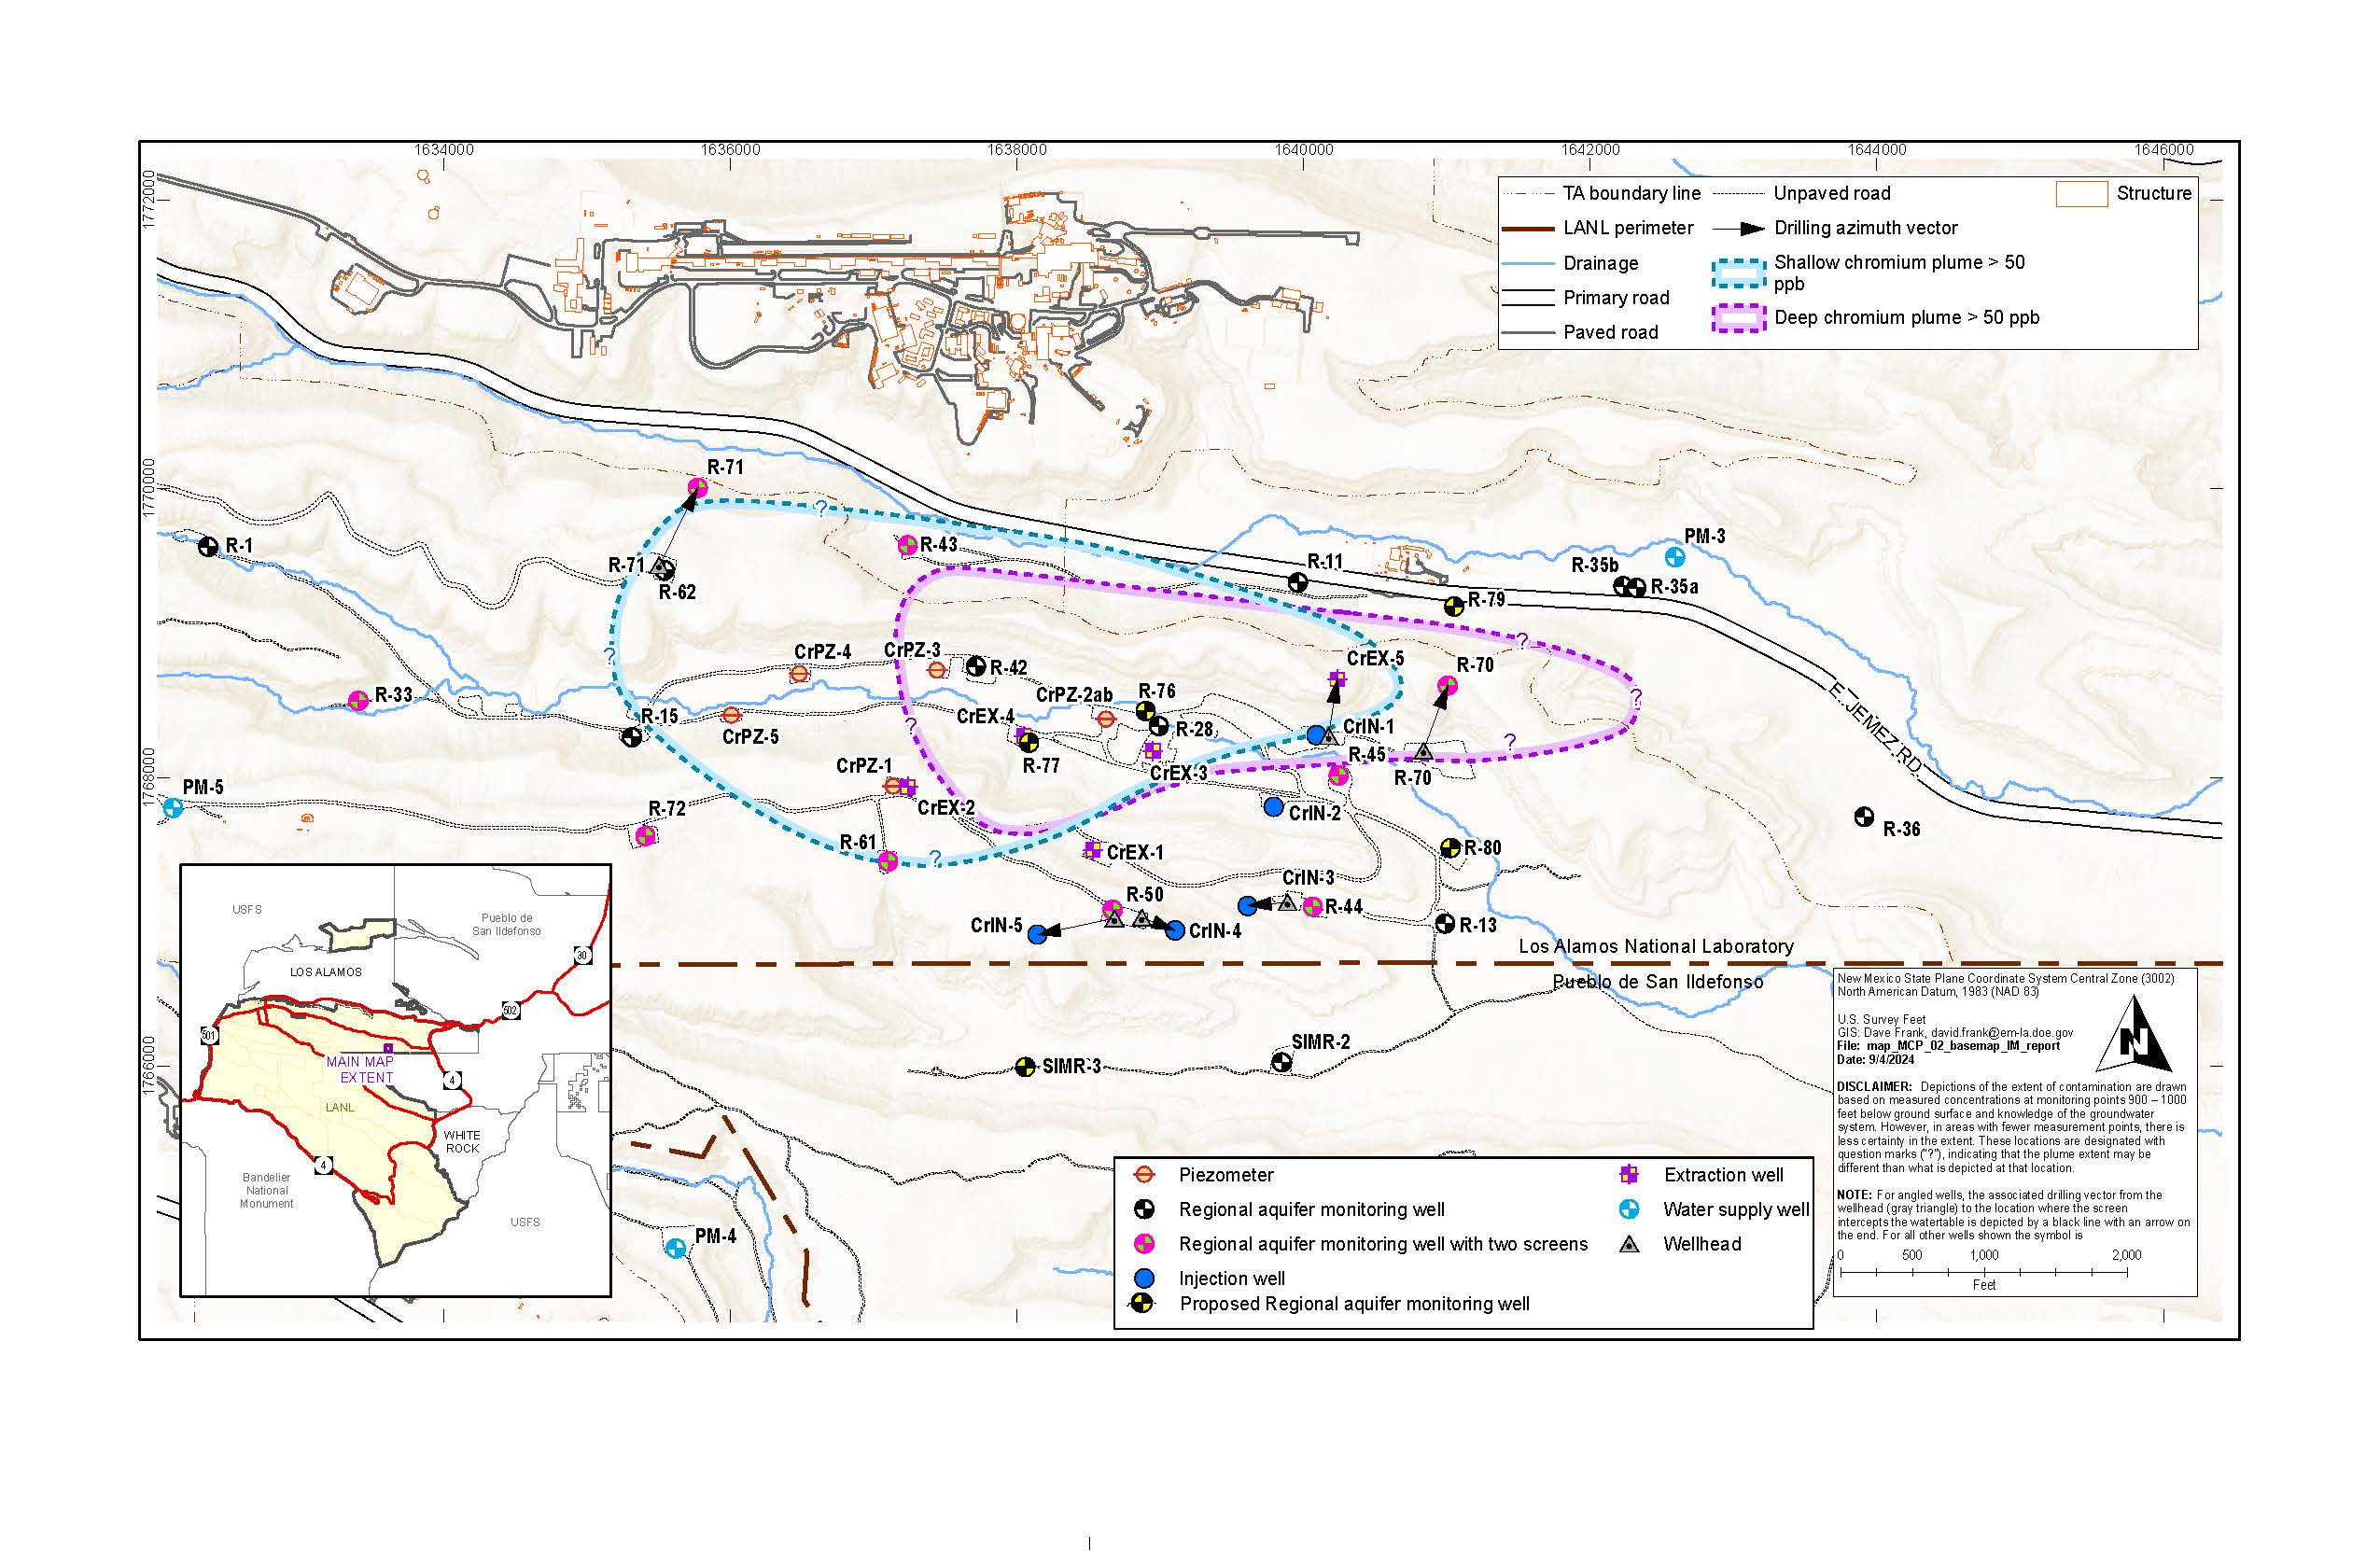 1634000
1636000
1638000
1640000
1642000
1644000
1646000
1772000
1770000
1768000
1766000
TA boundary line
Unpaved road
Structure
LANL perimeter
Drilling azimuth vector
Drainage
Shallow chromium plume > 50
ppb
Primary road
Deep chromium plume > 50 ppb
Paved road
R-71
?
R-1
R-43
PM-3
R-71
R-62
R-11
R-35b
R-35a
R-79
?
?
CrPZ-4
CrPZ-3
R-42
CrEX-5
R-70
R-33
CrPZ-2ab
R-76
?
E. JEMEZ RD
R-15
CrPZ-5
?
CrEX-4
R-28
CrIN-1
?
R-77
CrEX-3
R-45
R-70
CrPZ-1
PM-5
CrEX-2
R-72
CrIN-2
R-36
R-61
?
CrEX-1
R-80
CrIN-3
R-50
R-44
CrIN-5
CrIN-4
R-13
Los Alamos National Laboratory
Pueblo de San Ildefonso
SIMR-3
SIMR-2
PM-4
USFS
Pueblo de
San Ildefonso
30
LOS ALAMOS
502
501
MAIN MAP
EXTENT
4
LANL
WHITE
ROCK
4
Bandelier
National
Monument
USFS
New Mexico State Plane Coordinate System Central Zone (3002)
North American Datum, 1983 (NAD 83)
U.S. Survey Feet
GIS: Dave Frank, david.frank@em-la.doe.gov
File: map_MCP_02_basemap_IM_report
Date: 9/4/2024
N
DISCLAIMER: Depictions of the extent of contamination are drawn
based on measured concentrations at monitoring points 900 – 1000
feet below ground surface and knowledge of the groundwater
system. However, in areas with fewer measurement points, there is
less certainty in the extent. These locations are designated with
question marks ("?"), indicating that the plume extent may be
different than what is depicted at that location.
NOTE: For angled wells, the associated drilling vector from the
wellhead (gray triangle) to the location where the screen
intercepts the watertable is depicted by a black line with an arrow on
the end. For all other wells shown the symbol is
0 500 1,000 2,000
Feet
Piezometer
Extraction well
Regional aquifer monitoring well
Water supply well
Regional aquifer monitoring well with two screens
Wellhead
Injection well
Proposed Regional aquifer monitoring well